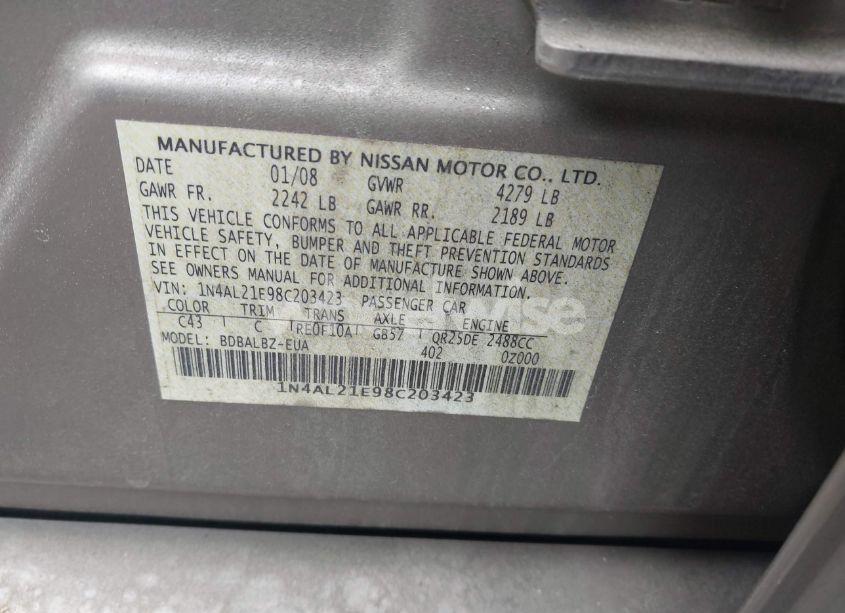 MANUFACTURED BY NISSAN MOTOR CO., LTD.
DATE 01/08 GVWR 4279 LB
GAWR FR. 2242 LB GAWR RR. 2189 LB
THIS VEHICLE CONFORMS TO ALL APPLICABLE FEDERAL MOTOR
VEHICLE SAFETY, BUMPER AND THEFT PREVENTION STANDARDS
IN EFFECT ON THE DATE OF MANUFACTURE SHOWN ABOVE.
SEE OWNERS MANUAL FOR ADDITIONAL INFORMATION.
VIN: 1N4AL21E98C203423 PASSENGER CAR
COLOR TRIM TRANS AXLE ENGINE
C43 C RE0F10A GB57 QR25DE 2488CC
MODEL: BDBALBZ-EUA 402 0Z000
1N4AL21E98C203423